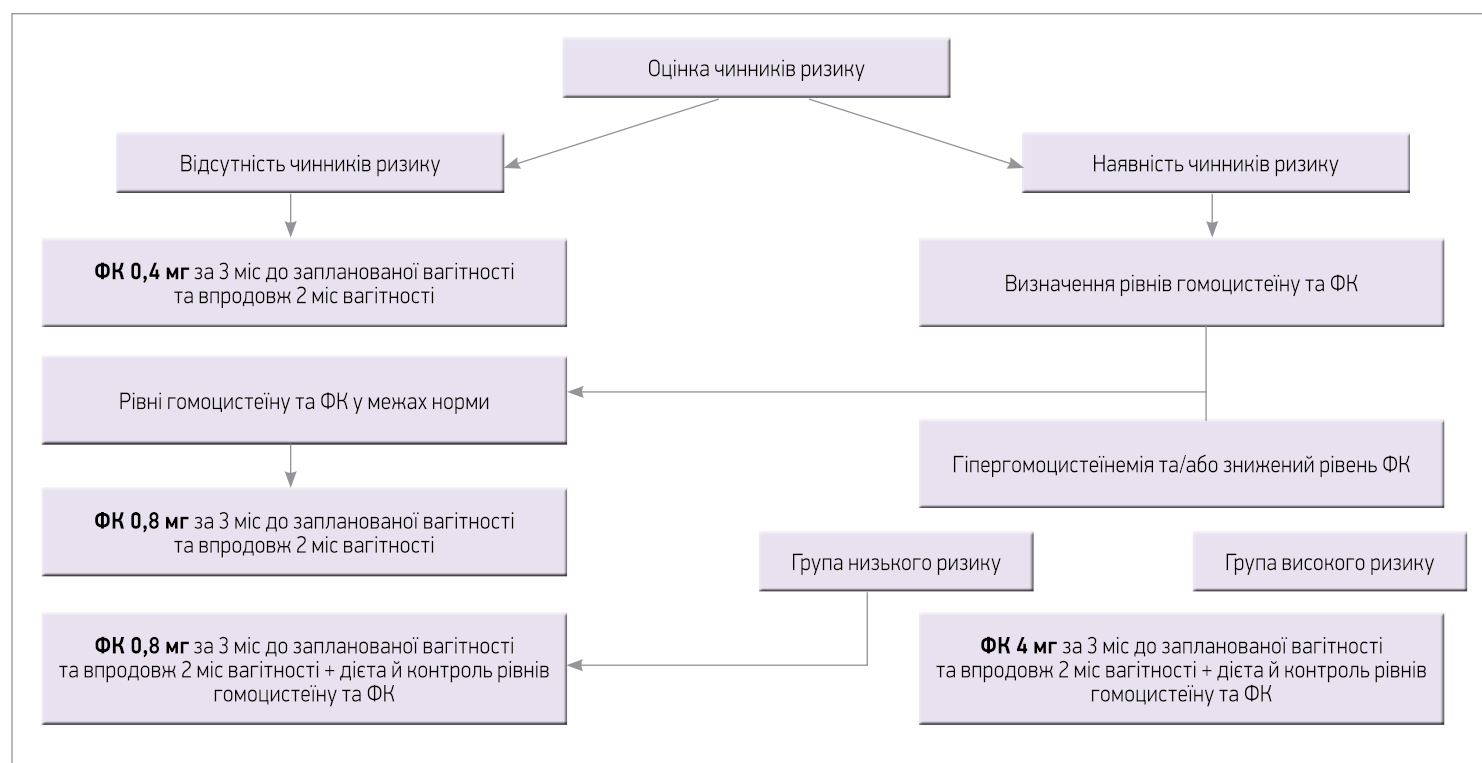 Оцінка чинників ризику
Відсутність чинників ризику
Наявність чинників ризику
ФК 0,4 мг за 3 міс до запланованої вагітності
та впродовж 2 міс вагітності
Визначення рівнів гомоцистеїну та ФК
Рівні гомоцистеїну та ФК у межах норми
Гіпергомоцистеїнемія та/або знижений рівень ФК
ФК 0,8 мг за 3 міс до запланованої вагітності
та впродовж 2 міс вагітності
Група низького ризику
Група високого ризику
ФК 0,8 мг за 3 міс до запланованої вагітності
та впродовж 2 міс вагітності + дієта й контроль рівнів
гомоцистеїну та ФК
ФК 4 мг за 3 міс до запланованої вагітності
та впродовж 2 міс вагітності + дієта й контроль рівнів
гомоцистеїну та ФК